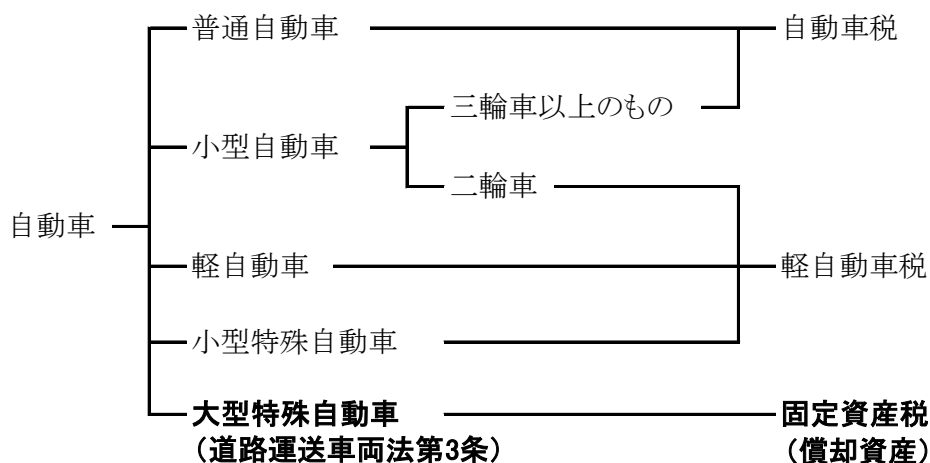 普通自動車
自動車税
三輪車以上のもの
小型自動車
二輪車
自動車
軽自動車
軽自動車税
小型特殊自動車
大型特殊自動車
(道路運送車両法第3条)
固定資産税
(償却資産)